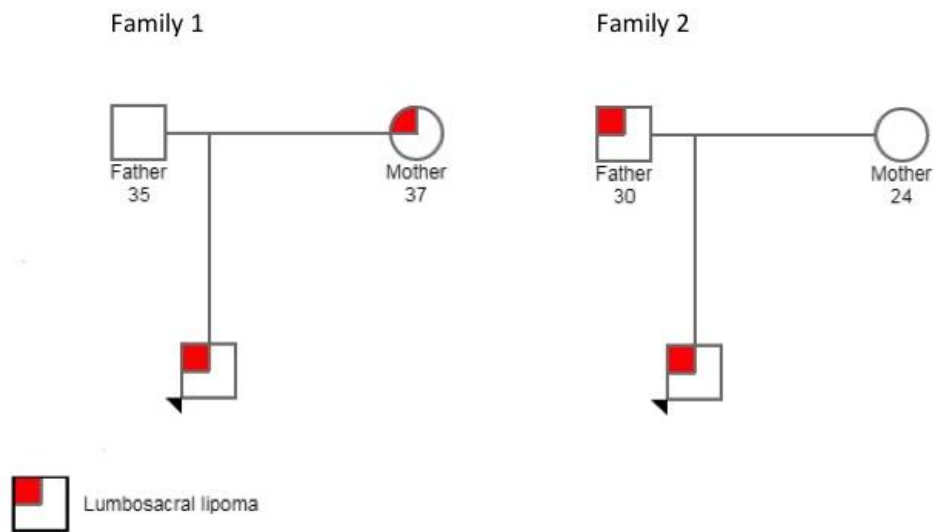 Family 1
Family 2
Father
35
Mother
37
Father
30
Mother
24
Lumbosacral lipoma